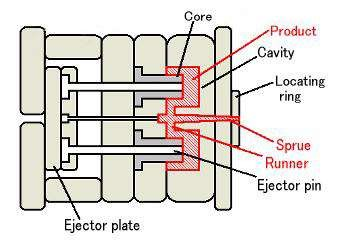 Core
Product
Cavity
Locating
ring
Sprue
Runner
Ejector pin
Ejector plate